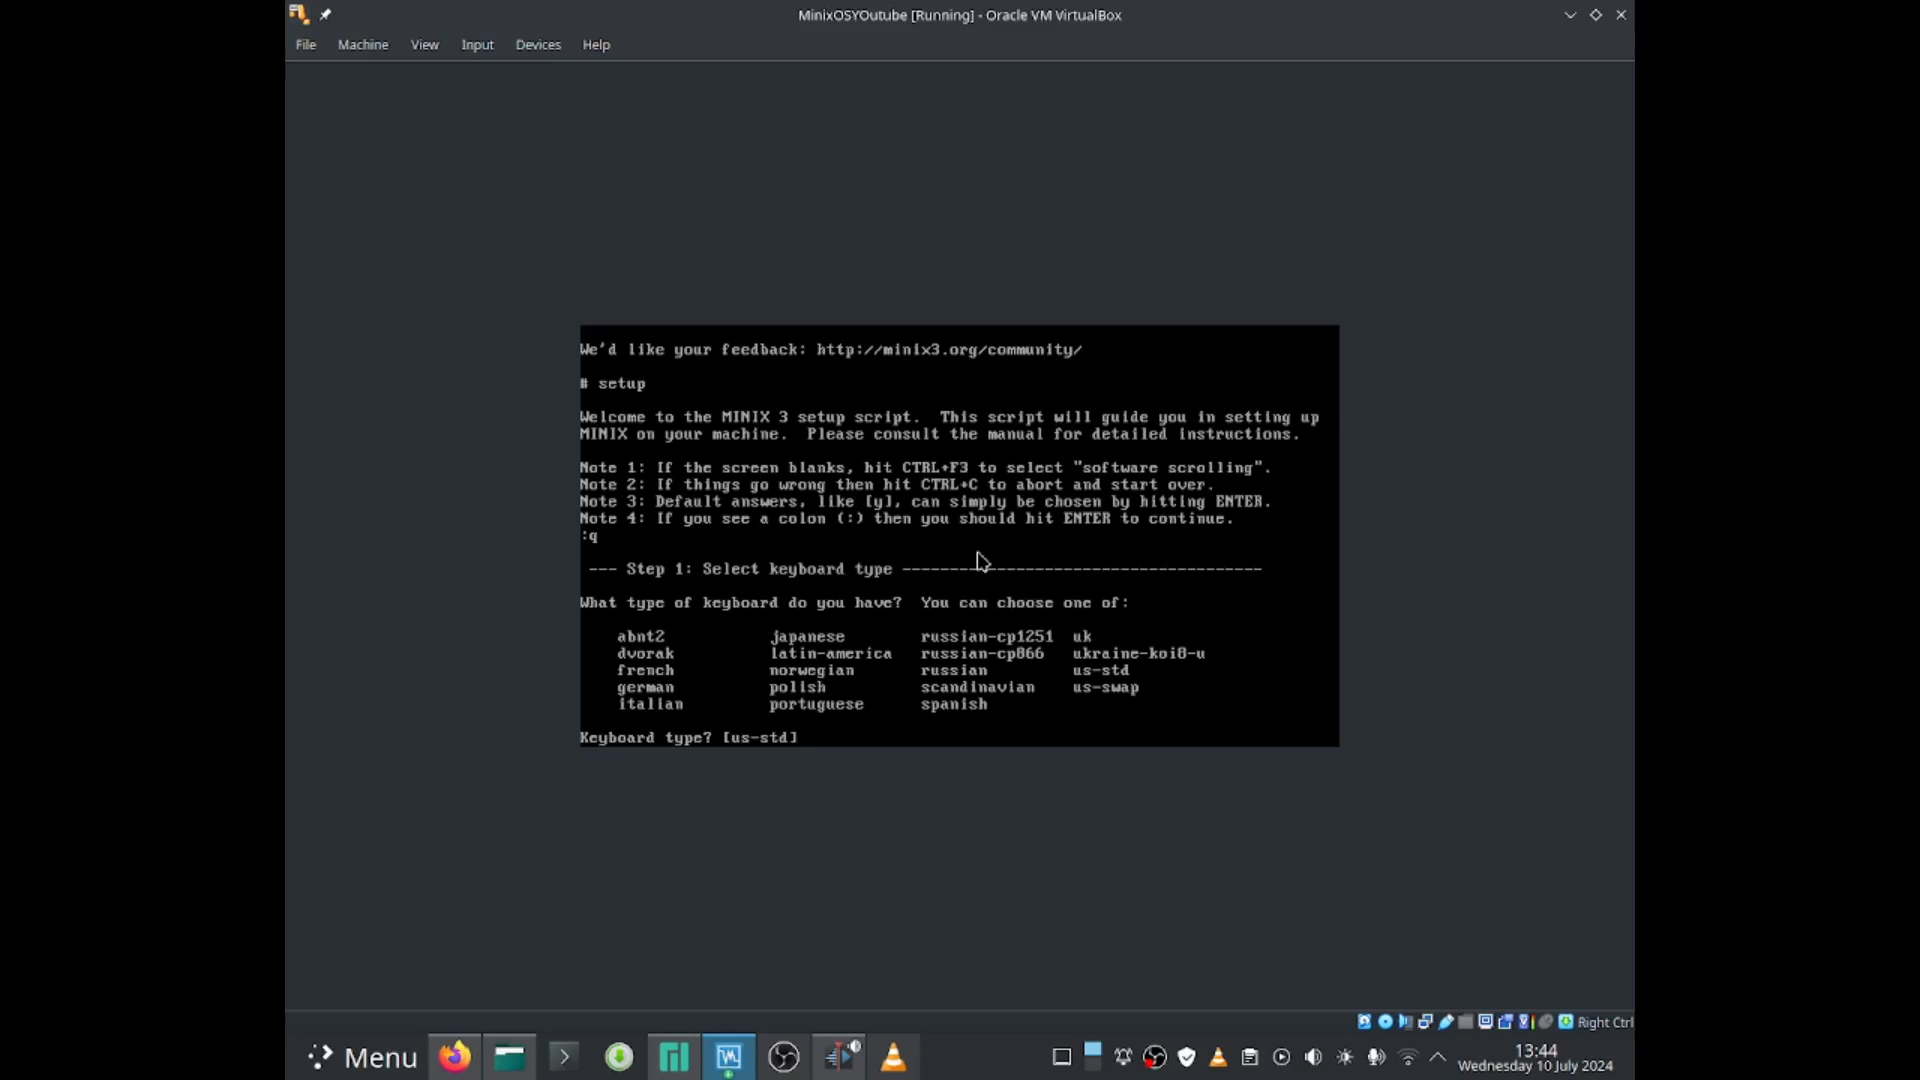 MinixOSYOutube [Running] - Oracle VM VirtualBox
File Machine View Input Devices Help
We'd like your feedback: http://minix3.org/community/
# setup
Welcome to the MINIX 3 setup script. This script will guide you in setting up
MINIX on your machine. Please consult the manual for detailed instructions.
Note 1: If the screen blanks, hit CTRL+F3 to select "software scrolling".
Note 2: If things go wrong then hit CTRL+C to abort and start over.
Note 3: Default answers, like [y], can simply be chosen by hitting ENTER.
Note 4: If you see a colon (:) then you should hit ENTER to continue.
:q
--- Step 1: Select keyboard type --------------------------------------
What type of keyboard do you have? You can choose one of:
abnt2 japanese russian-cp1251 uk
dvorak latin-america russian-cp866 ukraine-koi8-u
french norwegian russian us-std
german polish scandinavian us-swap
italian portuguese spanish
Keyboard type? [us-std]
Right Ctrl
Menu
13:44
Wednesday 10 July 2024